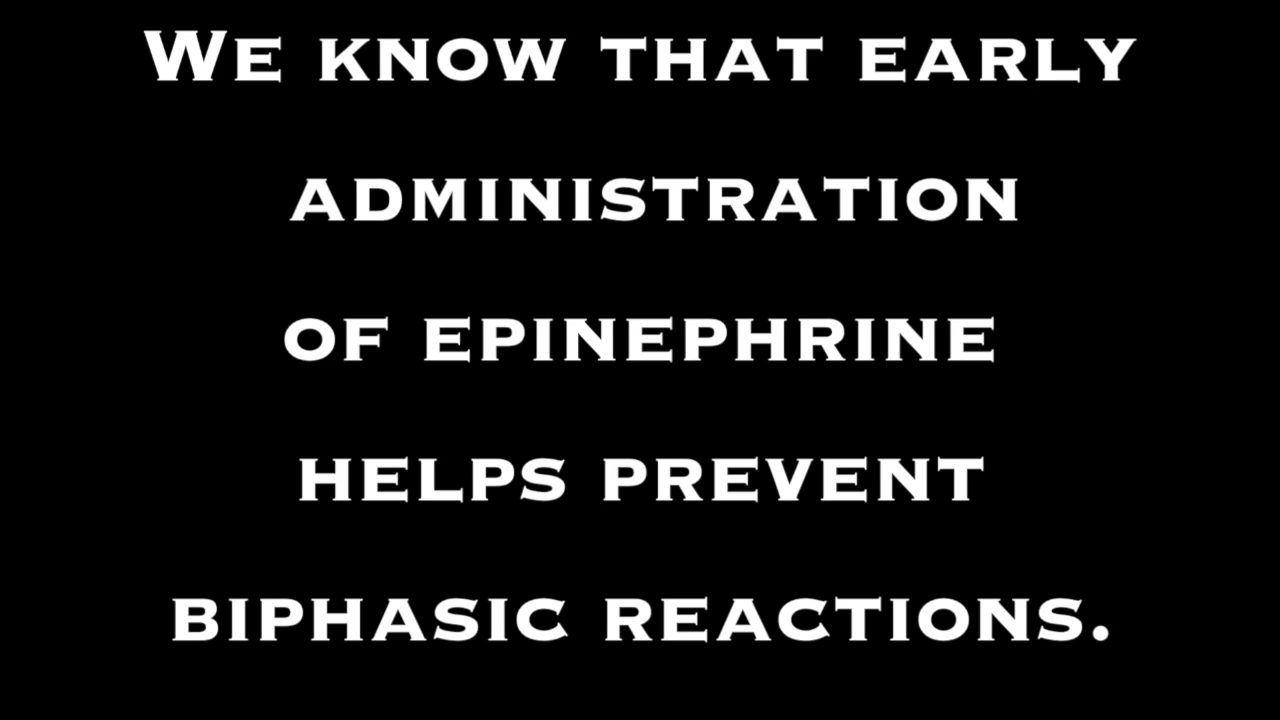 We know that early
administration
of epinephrine
helps prevent
biphasic reactions.